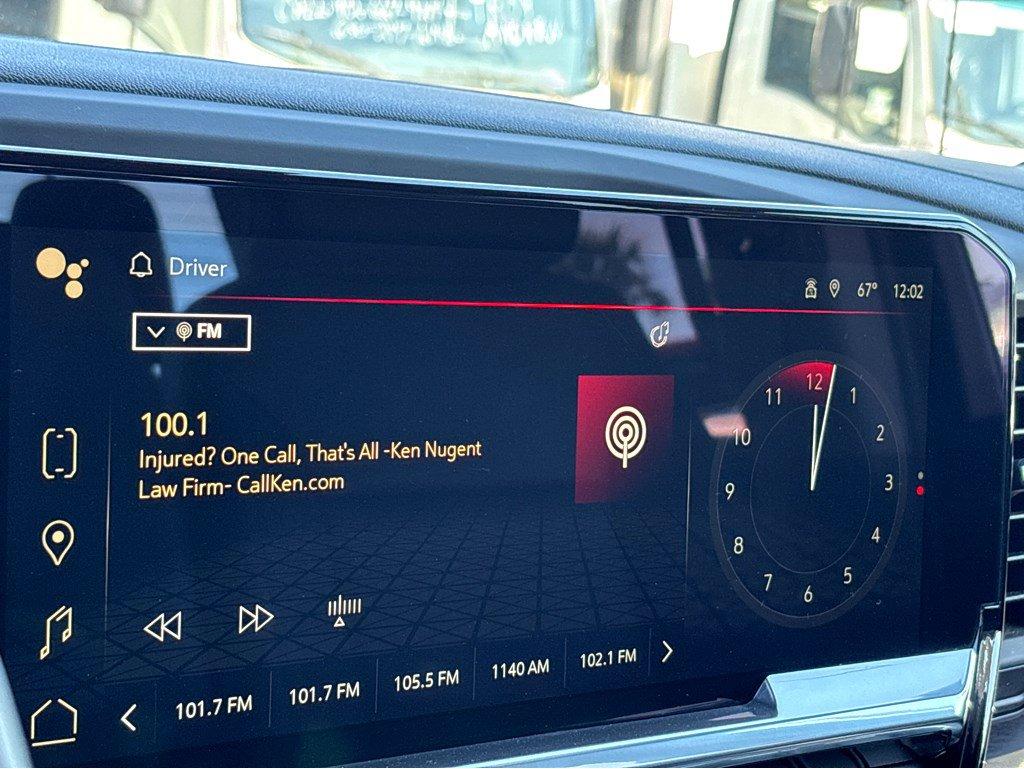 Driver
67° 12:02
FM
100.1
Injured? One Call, That's All -Ken Nugent
Law Firm- CallKen.com
12
1
2
3
4
5
6
7
8
9
10
11
101.7 FM
101.7 FM
105.5 FM
1140 AM
102.1 FM